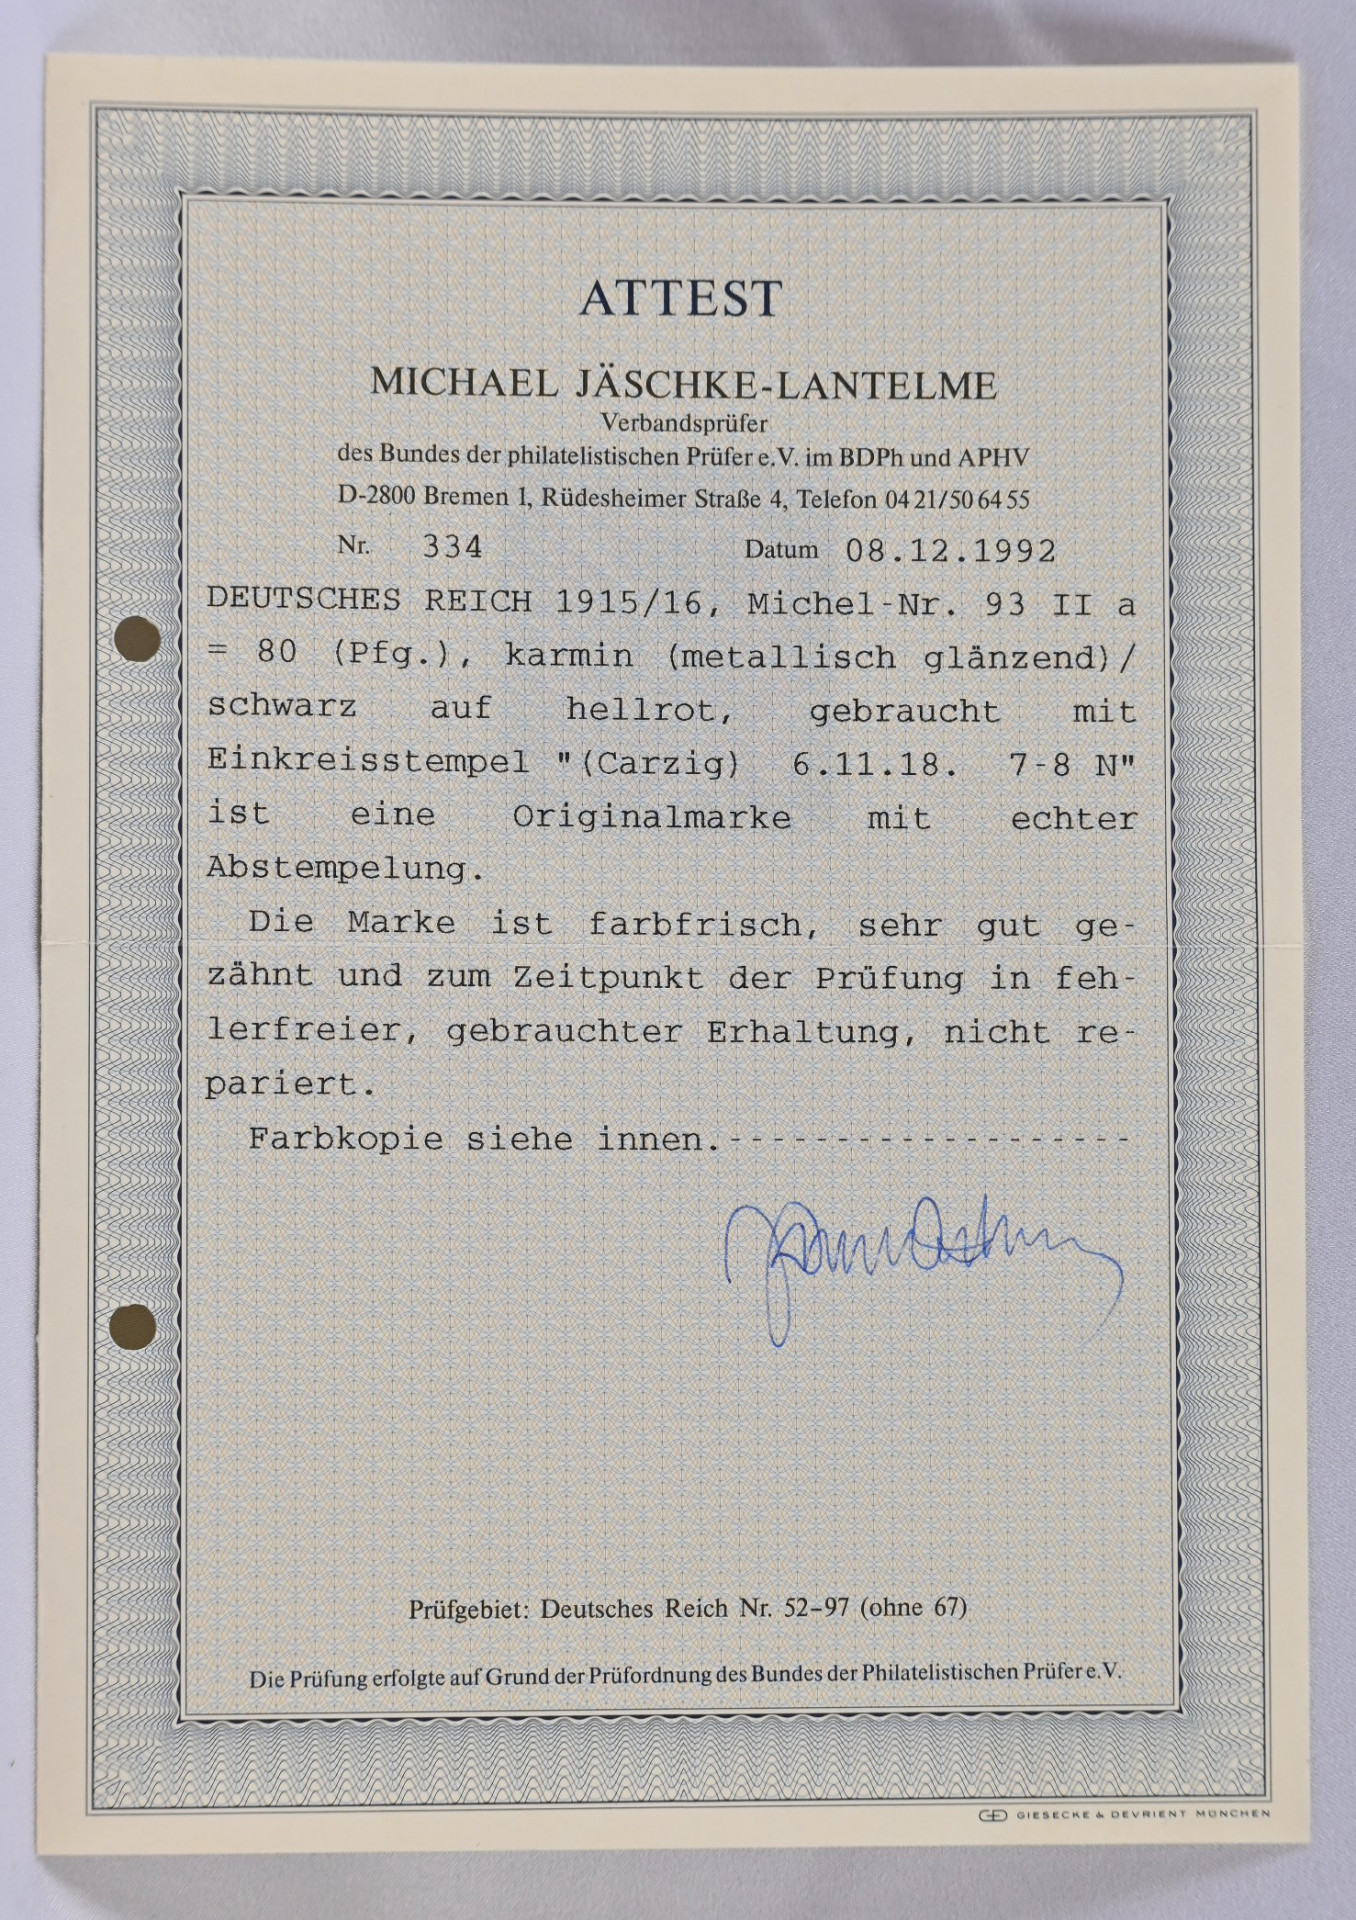 ATTEST
MICHAEL JÄSCHKE-LANTELME
Verbandsprüfer
des Bundes der philatelistischen Prüfer e.V. im BDPh und APHV
D-2800 Bremen 1, Rüdesheimer Straße 4, Telefon 0421/506455
Nr. 334 Datum 08.12.1992
DEUTSCHES REICH 1915/16, Michel-Nr. 93 II a
= 80 (Pfg.), karmin (metallisch glänzend)/
schwarz auf hellrot, gebraucht mit
Einkreisstempel "(Carzig) 6.11.18. 7-8 N"
ist eine Originalmarke mit echter
Abstempelung.
Die Marke ist farbfrisch, sehr gut ge-
zähnt und zum Zeitpunkt der Prüfung in feh-
lerfreier, gebrauchter Erhaltung, nicht re-
pariert.
Farbkopie siehe innen.-------------------
Prüfgebiet: Deutsches Reich Nr. 52–97 (ohne 67)
Die Prüfung erfolgte auf Grund der Prüfordnung des Bundes der Philatelistischen Prüfer e.V.
GIESECKE & DEVRIENT MÜNCHEN